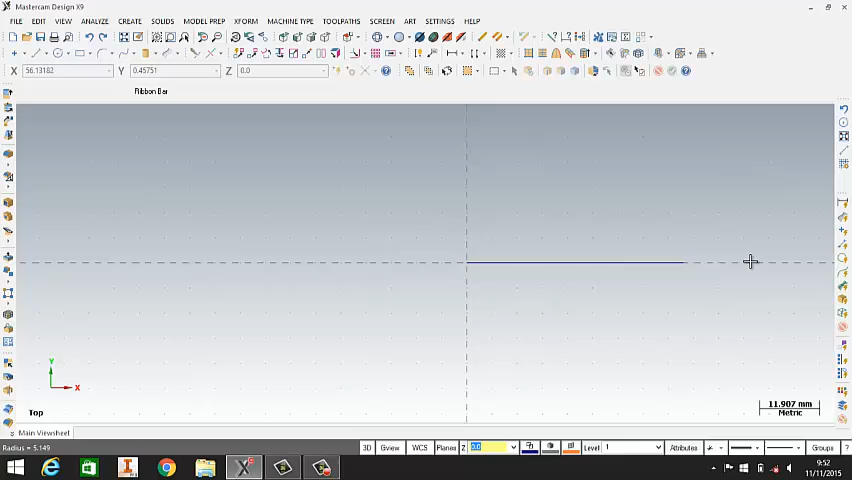 Mastercam Design X9
FILE EDIT VIEW ANALYZE CREATE SOLIDS MODEL PREP XFORM MACHINE TYPE TOOLPATHS SCREEN ART SETTINGS HELP
X 56.13182 Y 0.45751 Z 0.0
Ribbon Bar
Y
X
Top
11.907 mm
Metric
Main Viewsheet
Radius = 5.149 3D Gview WCS Planes Z 0.0 Level 1 Attributes Groups ?
9:52
11/11/2015